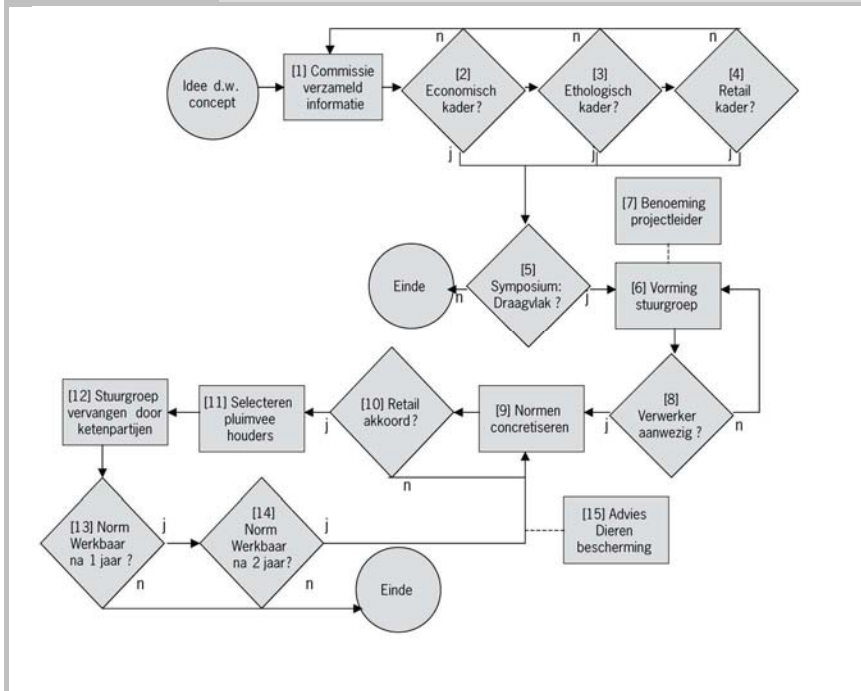 n
n
n
Idee d.w.
concept
[1] Commissie
verzameld
informatie
[2]
Economisch
kader?
[3]
Ethologisch
kader?
[4]
Retail
kader?
j
j
j
[7] Benoeming
projectleider
Einde
n
[5]
Symposium:
Draagvlak ?
j
[6] Vorming
stuurgroep
[12] Stuurgroep
vervangen door
ketenpartijen
[11] Selecteren
pluimvee
houders
j
[10] Retail
akkoord?
n
[9] Normen
concretiseren
j
[8]
Verwerker
aanwezig ?
n
[13] Norm
Werkbaar
na 1 jaar ?
j
n
[14]
Norm
Werkbaar
na 2 jaar?
j
n
Einde
[15] Advies
Dieren
bescherming